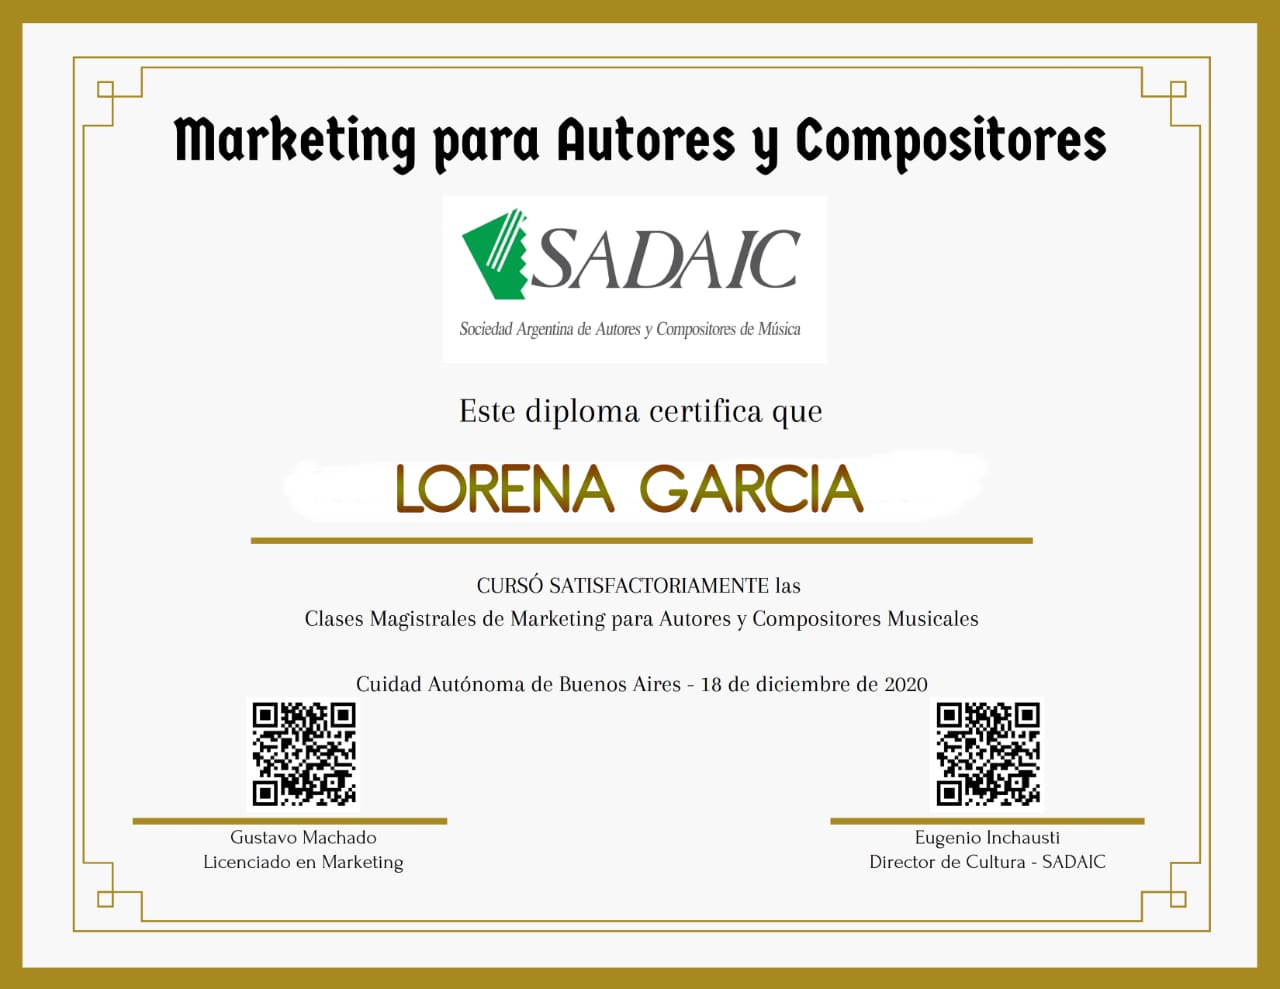 Marketing para Autores y Compositores
SADAIC
Sociedad Argentina de Autores y Compositores de Música
Este diploma certifica que
LORENA GARCIA
CURSÓ SATISFACTORIAMENTE las
Clases Magistrales de Marketing para Autores y Compositores Musicales
Cuidad Autónoma de Buenos Aires - 18 de diciembre de 2020
Gustavo Machado
Licenciado en Marketing
Eugenio Inchausti
Director de Cultura - SADAIC